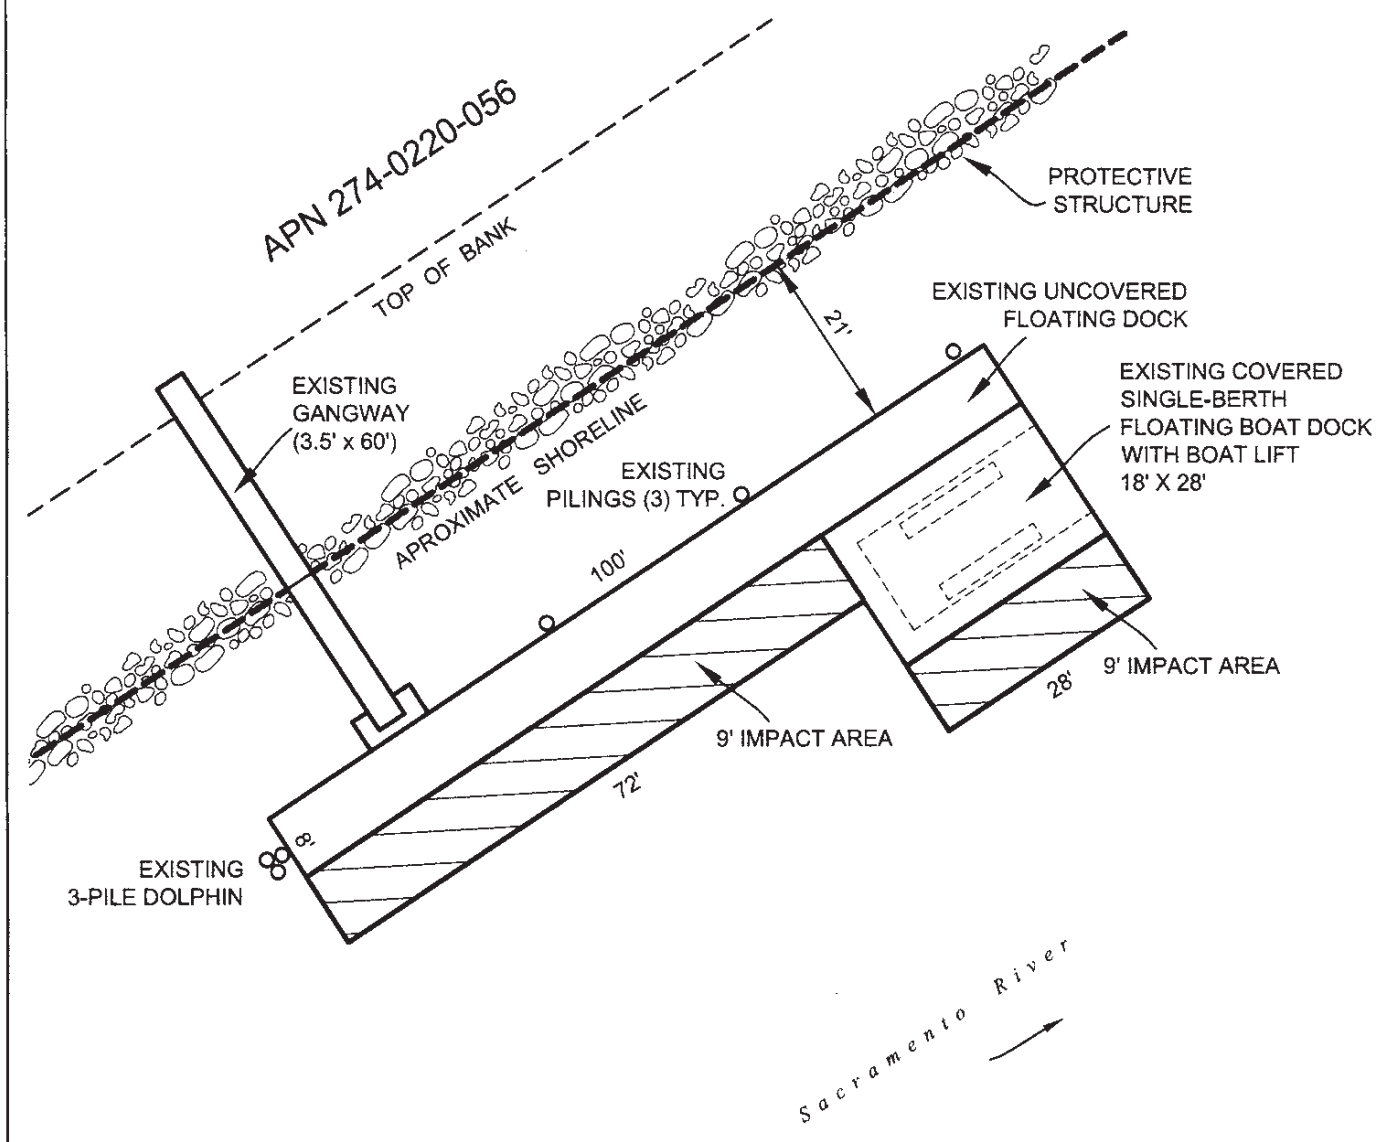 APN 274-0220-056
TOP OF BANK
PROTECTIVE
STRUCTURE
EXISTING UNCOVERED
FLOATING DOCK
21'
EXISTING
GANGWAY
(3.5' x 60')
EXISTING COVERED
SINGLE-BERTH
FLOATING BOAT DOCK
WITH BOAT LIFT
18' X 28'
APROXIMATE SHORELINE
EXISTING
PILINGS (3) TYP.
100'
9' IMPACT AREA
28'
9' IMPACT AREA
72'
8'
EXISTING
3-PILE DOLPHIN
Sacramento River